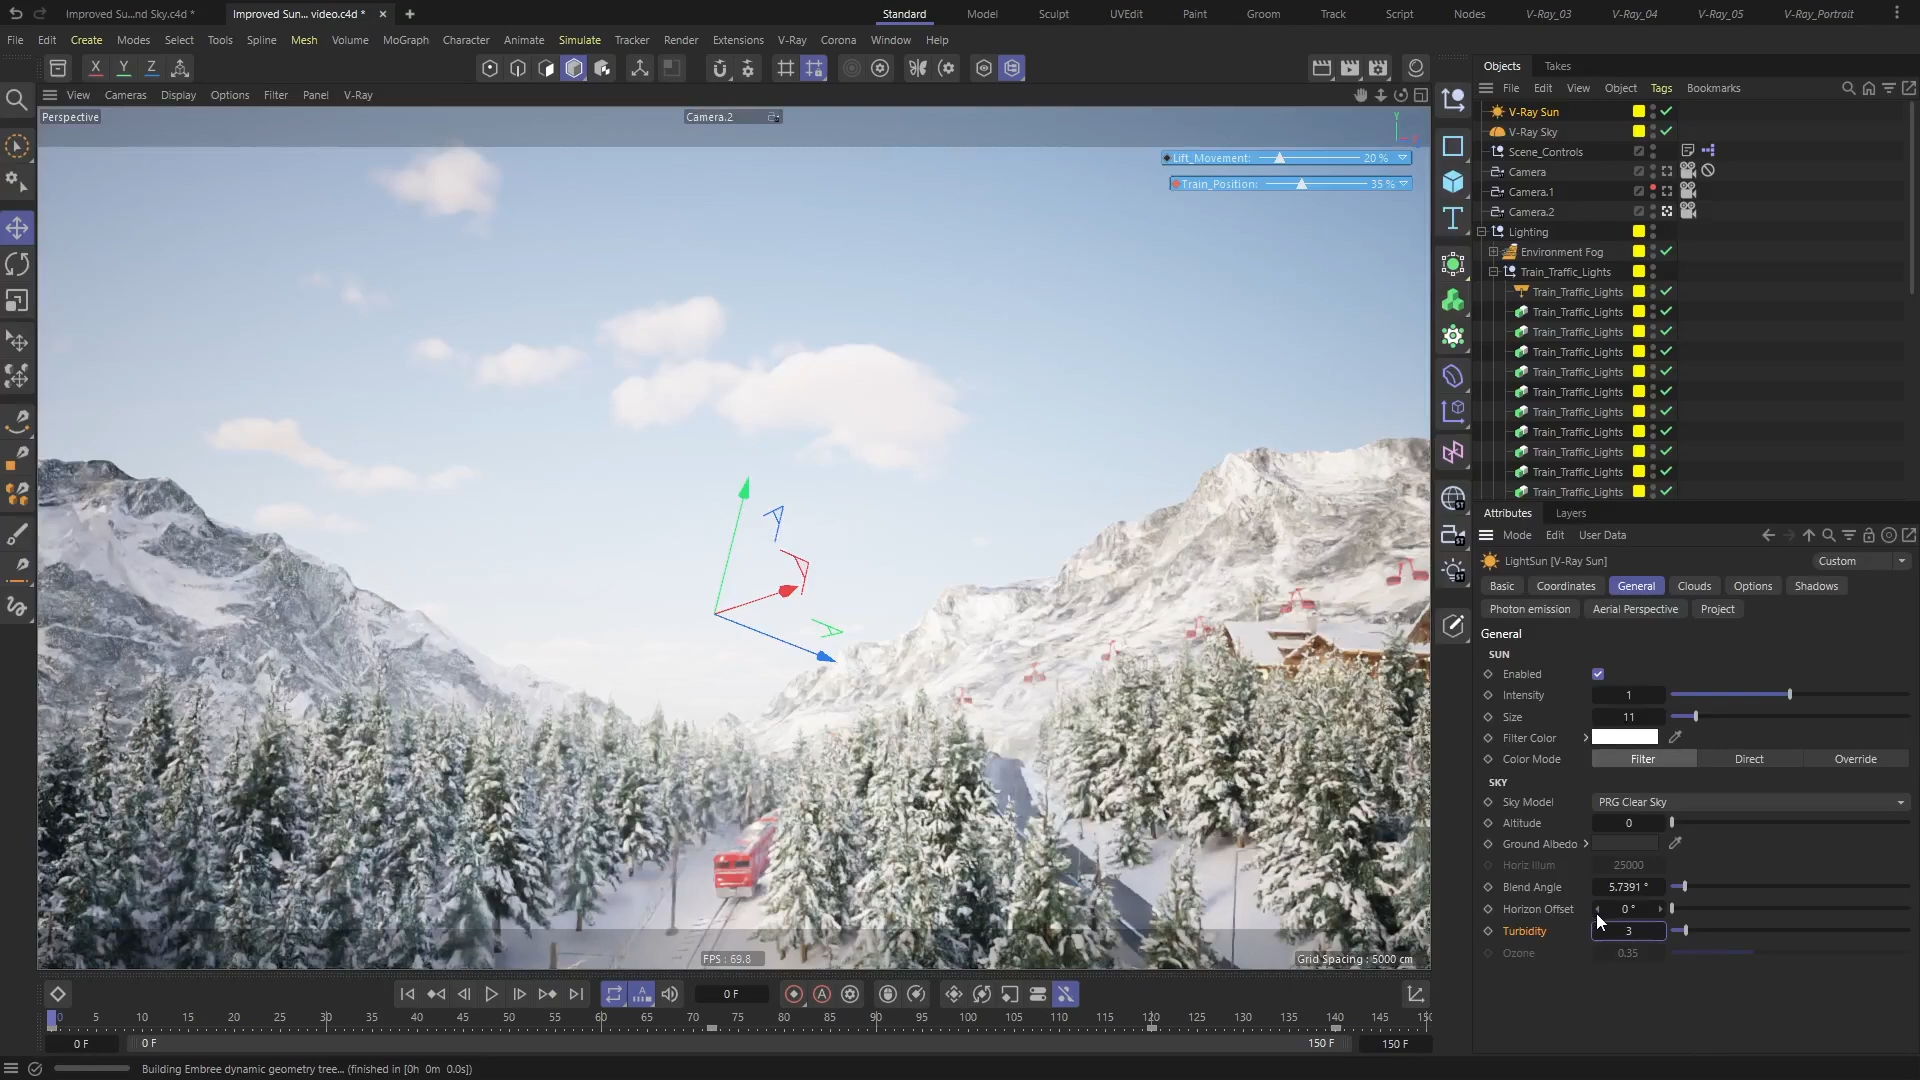 Improved Su...nd Sky.c4d *
Improved Sun... video.c4d *
Standard
Model
Sculpt
UVEdit
Paint
Groom
Track
Script
Nodes
V-Ray_03
V-Ray_04
V-Ray_05
V-Ray_Portrait
File Edit Create Modes Select Tools Spline Mesh Volume MoGraph Character Animate Simulate Tracker Render Extensions V-Ray Corona Window Help
X Y Z
Objects Takes
View Cameras Display Options Filter Panel V-Ray
File Edit View Object Tags Bookmarks
Perspective
Camera.2
Y
Lift_Movement: 20 %
Train_Position: 35 %
V-Ray Sun
V-Ray Sky
Scene_Controls
Camera
Camera.1
Camera.2
Lighting
Environment Fog
Train_Traffic_Lights
Train_Traffic_Lights
Train_Traffic_Lights
Train_Traffic_Lights
Train_Traffic_Lights
Train_Traffic_Lights
Train_Traffic_Lights
Train_Traffic_Lights
Train_Traffic_Lights
Train_Traffic_Lights
Train_Traffic_Lights
Train_Traffic_Lights
ST
ST
ST
Attributes Layers
Mode Edit User Data
LightSun [V-Ray Sun]
Custom
Basic Coordinates General Clouds Options Shadows
Photon emission Aerial Perspective Project
General
SUN
Enabled
Intensity 1
Size 11
Filter Color
Color Mode Filter Direct Override
SKY
Sky Model PRG Clear Sky
Altitude 0
Ground Albedo
Horiz Illum 25000
Blend Angle 5.7391 °
Horizon Offset 0 °
Turbidity 3
Ozone 0.35
FPS : 69.8
Grid Spacing : 5000 cm
0 F
0 5 10 15 20 25 30 35 40 45 50 55 60 65 70 75 80 85 90 95 100 105 110 115 120 125 130 135 140 145 150
0 F
0 F
150 F
150 F
Building Embree dynamic geometry tree... (finished in [0h 0m 0.0s])